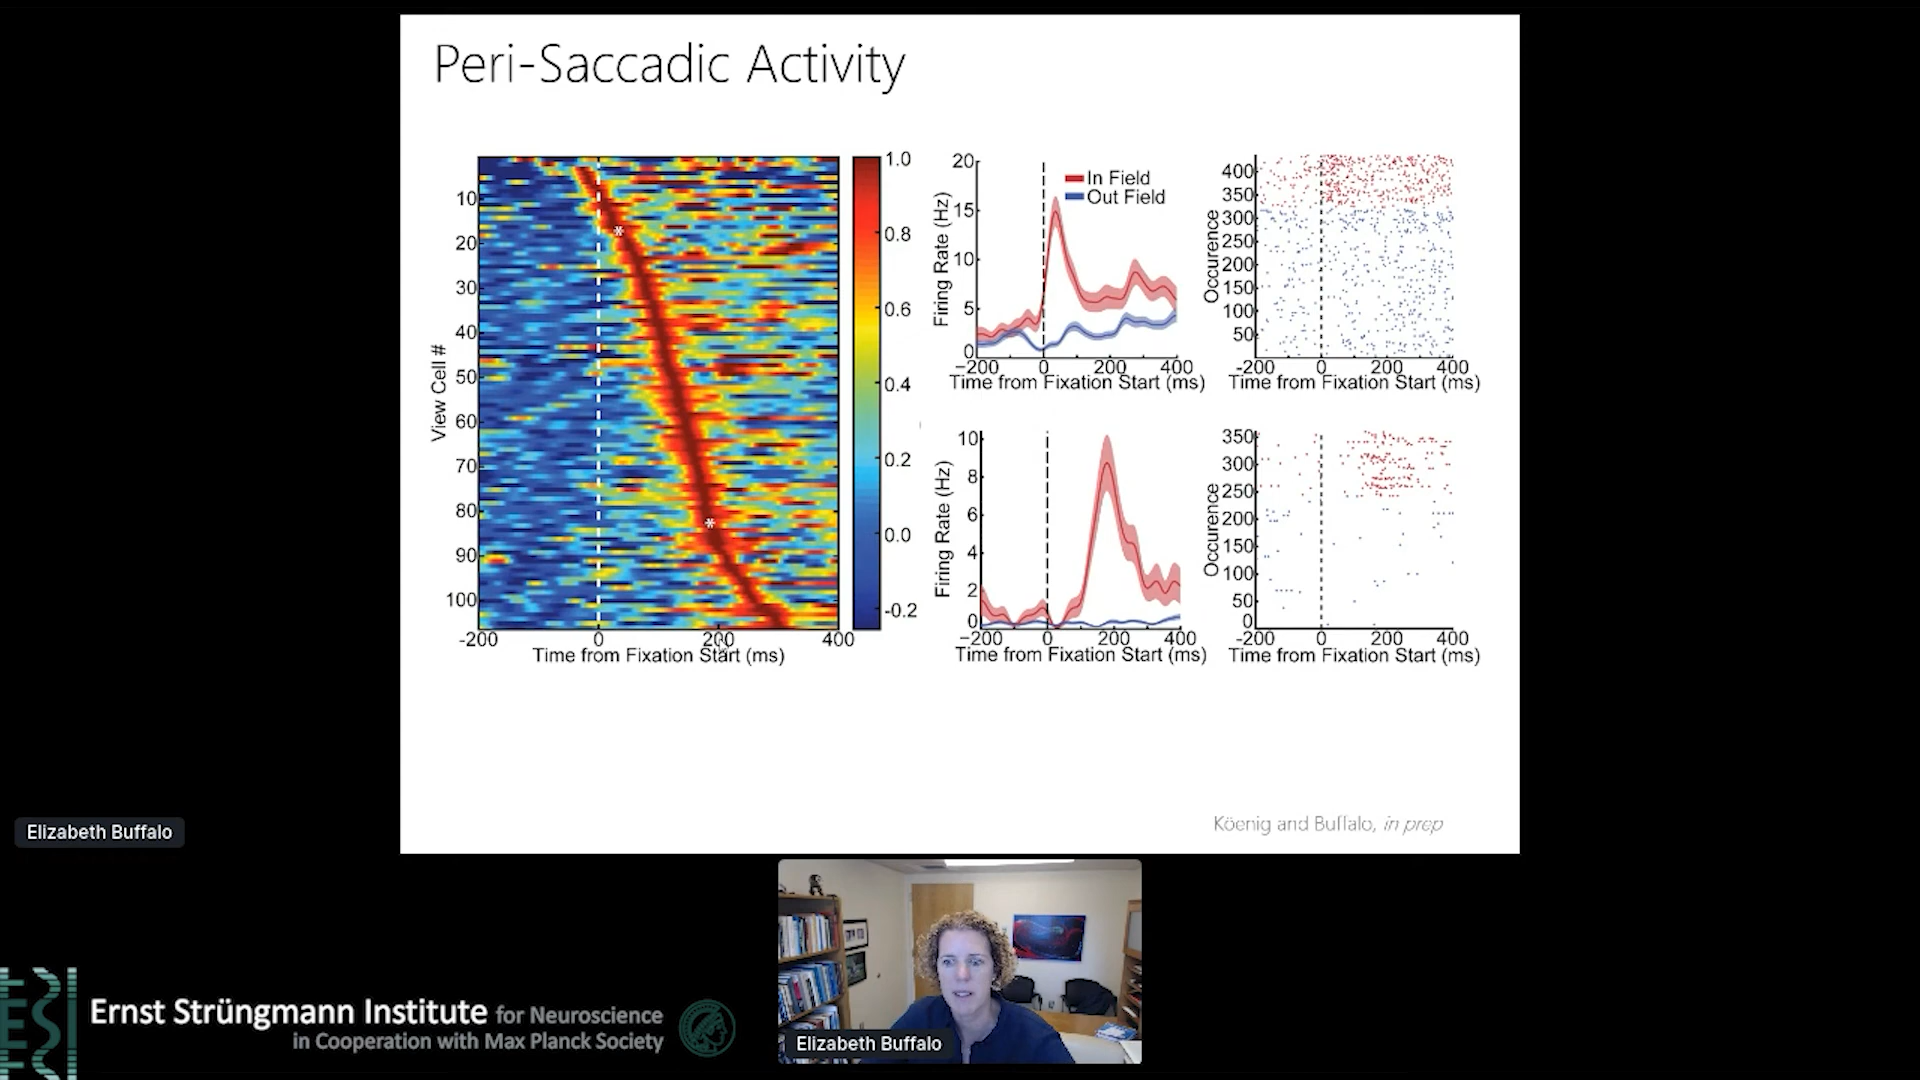 Peri-Saccadic Activity
View Cell #
10
20
30
40
50
60
70
80
90
100
-200 0 200 400
Time from Fixation Start (ms)
1.0
0.8
0.6
0.4
0.2
0.0
-0.2
*
*
Firing Rate (Hz)
20
15
10
5
0
In Field
Out Field
−200 0 200 400
Time from Fixation Start (ms)
Occurence
400
350
300
250
200
150
100
50
-200 0 200 400
Time from Fixation Start (ms)
Firing Rate (Hz)
10
8
6
4
2
0
−200 0 200 400
Time from Fixation Start (ms)
Occurence
350
300
250
200
150
100
50
0
-200 0 200 400
Time from Fixation Start (ms)
Köenig and Buffalo, in prep
Elizabeth Buffalo
ESI
Ernst Strüngmann Institute for Neuroscience
in Cooperation with Max Planck Society
Elizabeth Buffalo